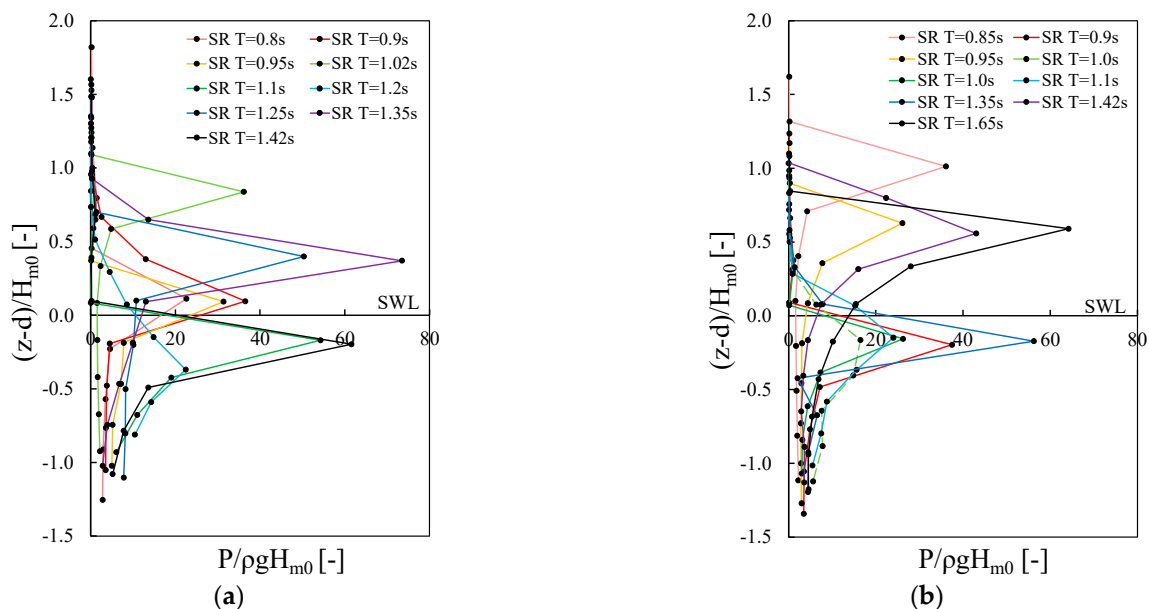 2.0
SR T=0.8s
SR T=0.9s
SR T=0.95s
SR T=1.02s
SR T=1.1s
SR T=1.2s
SR T=1.25s
SR T=1.35s
SR T=1.42s
1.5
1.0
0.5
0.0
-0.5
-1.0
-1.5
SWL
0
20
40
60
80
(z-d)/Hm0 [-]
P/ρgHm0 [-]
(a)
2.0
SR T=0.85s
SR T=0.9s
SR T=0.95s
SR T=1.0s
SR T=1.0s
SR T=1.1s
SR T=1.35s
SR T=1.42s
SR T=1.65s
1.5
1.0
0.5
0.0
-0.5
-1.0
-1.5
SWL
0
20
40
60
80
(z-d)/Hm0 [-]
P/ρgHm0 [-]
(b)